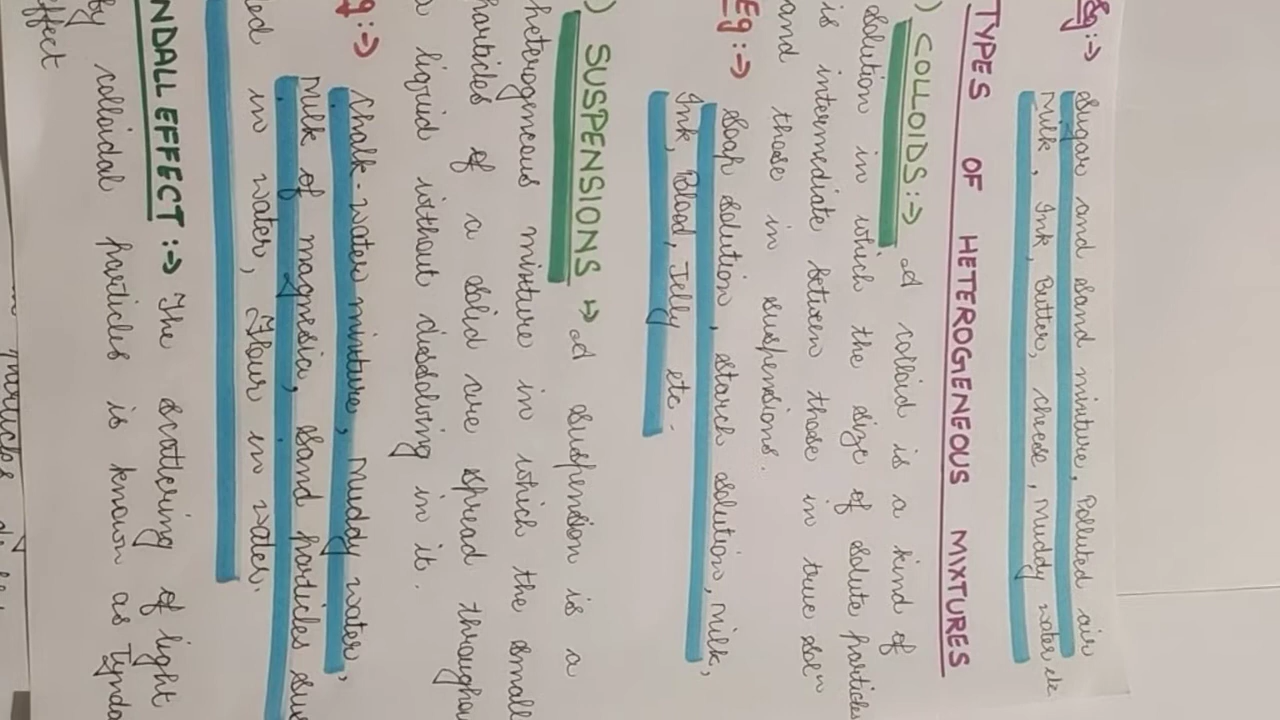 Eg :->
Sugar and sand mixture, Polluted air
Milk, Ink, Butter, cheese, Muddy water etc
TYPES OF HETEROGENEOUS MIXTURES
) COLLOIDS :-> A colloid is a kind of
solution in which the size of solute particles
is intermediate between those in true solⁿ
and those in suspensions.
Eg :-> Soap solution, starch solution, milk,
Ink, Blood, Jelly etc.
) SUSPENSIONS -> A suspension is a
heterogeneous mixture in which the small
particles of a solid are spread
a liquid without dissolving in it.
g :-> Chalk-water mixture, Muddy water,
Milk of magnesia, Sand particles
in water, Flour in water.
NDALL EFFECT :-> The scattering of light
by colloidal particles is known as
effect
particles